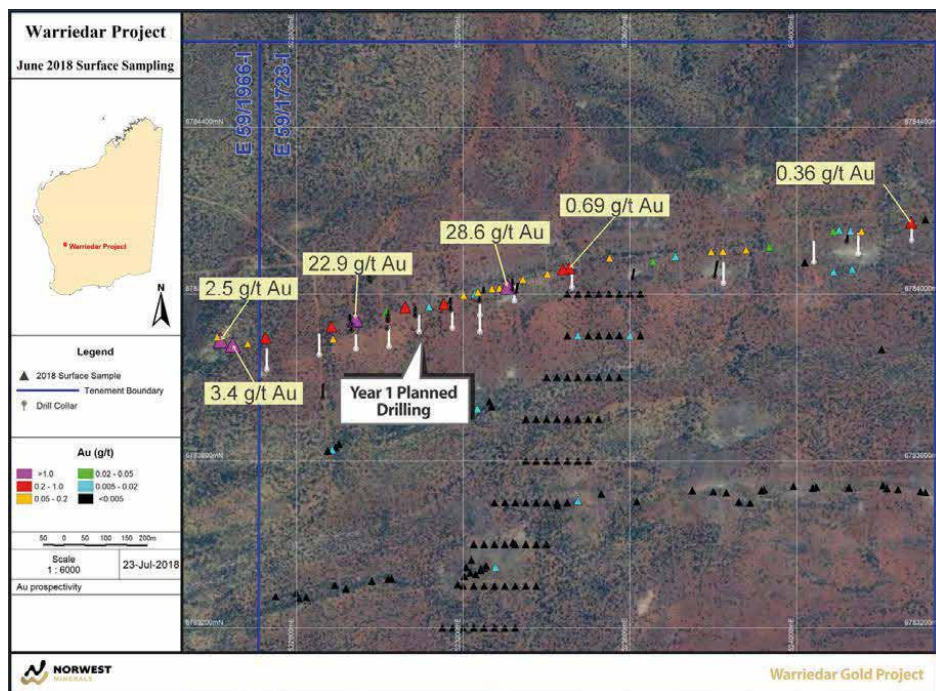 Warriedar Project
June 2018 Surface Sampling
Warriedar Project
N
Legend
2018 Surface Sample
Tenement Boundary
Drill Collar
Au (g/t)
>1.0
0.2 - 1.0
0.05 - 0.2
0.02 - 0.05
0.005 - 0.02
<0.005
50 0 50 100 150 200m
Scale
1 : 6000
23-Jul-2018
Au prospectivity
E 59/1966-I
E 59/1723-I
6784400mN
6784400mN
0.36 g/t Au
0.69 g/t Au
28.6 g/t Au
22.9 g/t Au
2.5 g/t Au
3.4 g/t Au
Year 1 Planned
Drilling
6783200mN
6783200mN
NORWEST
MINERALS
Warriedar Gold Project